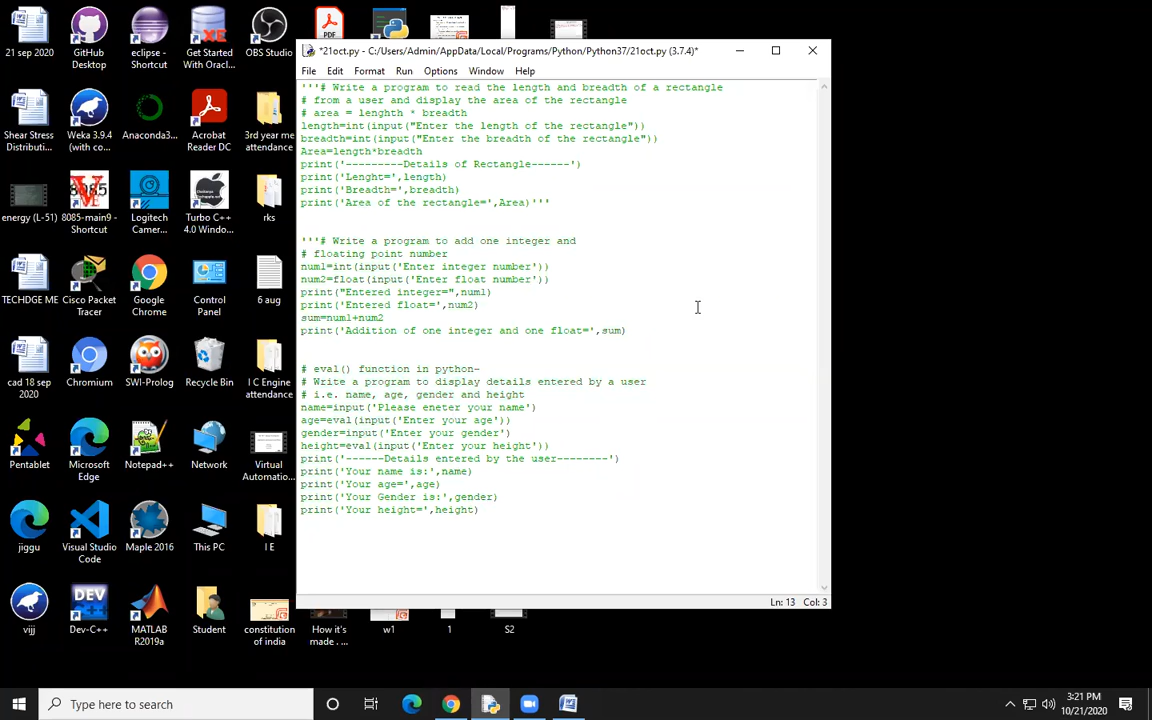 *21oct.py - C:/Users/Admin/AppData/Local/Programs/Python/Python37/21oct.py (3.7.4)*
File Edit Format Run Options Window Help
'''# Write a program to read the length and breadth of a rectangle
# from a user and display the area of the rectangle
# area = lenghth * breadth
length=int(input("Enter the length of the rectangle"))
breadth=int(input("Enter the breadth of the rectangle"))
Area=length*breadth
print('---------Details of Rectangle------')
print('Lenght=',length)
print('Breadth=',breadth)
print('Area of the rectangle=',Area)'''
'''# Write a program to add one integer and
# floating point number
num1=int(input('Enter integer number'))
num2=float(input('Enter float number'))
print("Entered integer=",num1)
print('Entered float=',num2)
sum=num1+num2
print('Addition of one integer and one float=',sum)
# eval() function in python-
# Write a program to display details entered by a user
# i.e. name, age, gender and height
name=input('Please eneter your name')
age=eval(input('Enter your age'))
gender=input('Enter your gender')
height=eval(input('Enter your height'))
print('------Details entered by the user--------')
print('Your name is:',name)
print('Your age=',age)
print('Your Gender is:',gender)
print('Your height=',height)
Ln: 13 Col: 3
21 sep 2020
GitHub
Desktop
eclipse -
Shortcut
Get Started
With Oracl...
OBS Studio
PDF
Shear Stress
Distributi...
Weka 3.9.4
(with co...
Anaconda3...
Acrobat
Reader DC
3rd year me
attendance
energy (L-51)
8085-main9 -
Shortcut
Logitech
Camer...
Turbo C++
4.0 Windo...
rks
TECHDGE ME
Cisco Packet
Tracer
Google
Chrome
Control
Panel
6 aug
cad 18 sep
2020
Chromium
SWI-Prolog
Recycle Bin
I C Engine
attendance
Pentablet
Microsoft
Edge
Notepad++
Network
Virtual
Automatio...
jiggu
Visual Studio
Code
Maple 2016
This PC
I E
vijj
DEV
Dev-C++
MATLAB
R2019a
Student
constitution
of india
How it's
made . ...
w1
1
S2
Type here to search
3:21 PM
10/21/2020